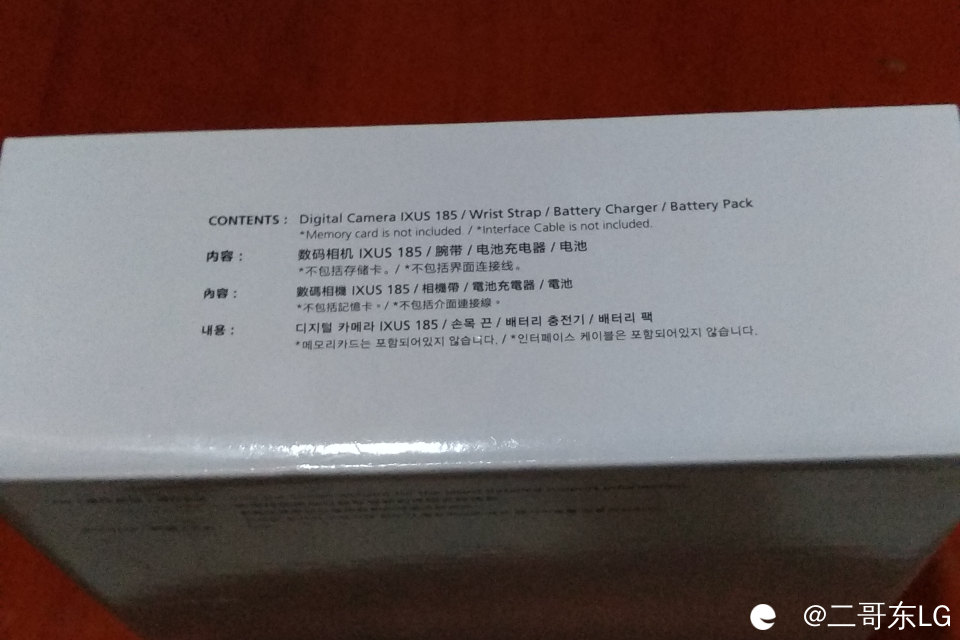 CONTENTS : Digital Camera IXUS 185 / Wrist Strap / Battery Charger / Battery Pack
*Memory card is not included. / *Interface Cable is not included.
内容 : 数码相机 IXUS 185 / 腕带 / 电池充电器 / 电池
*不包括存储卡。/ *不包括界面连接线。
內容 : 數碼相機 IXUS 185 / 相機帶 / 電池充電器 / 電池
*不包括記憶卡。/ *不包括介面連接線。
내용 : 디지털 카메라 IXUS 185 / 손목 끈 / 배터리 충전기 / 배터리 팩
*메모리카드는 포함되어있지 않습니다. / *인터페이스 케이블은 포함되어있지 않습니다.
@二哥东LG